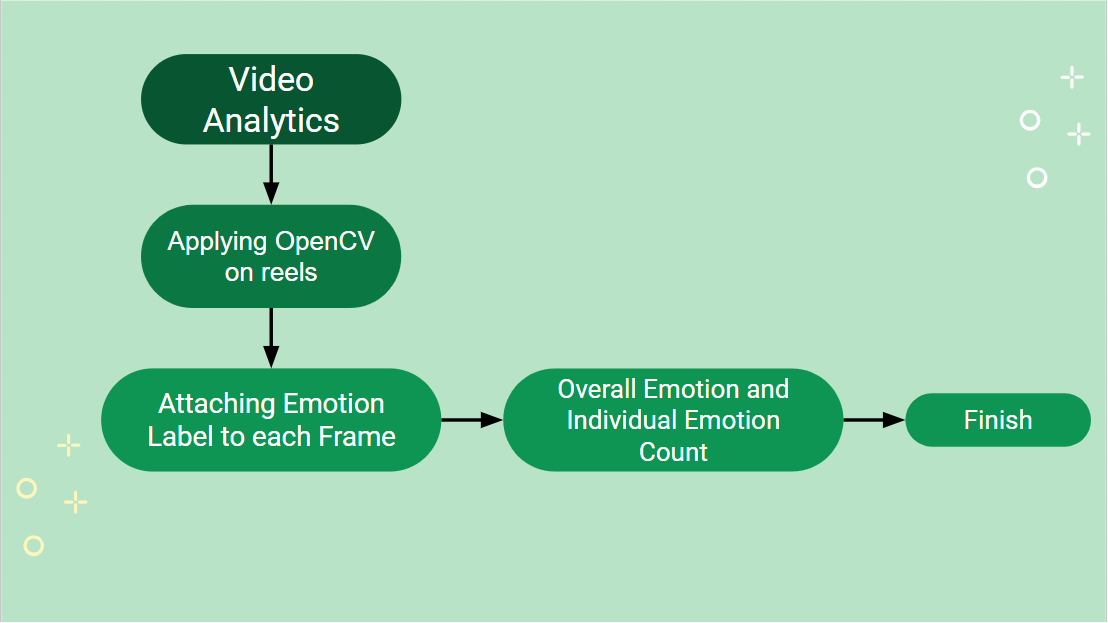 Video
Analytics
Applying OpenCV
on reels
Attaching Emotion
Label to each Frame
Overall Emotion and
Individual Emotion
Count
Finish